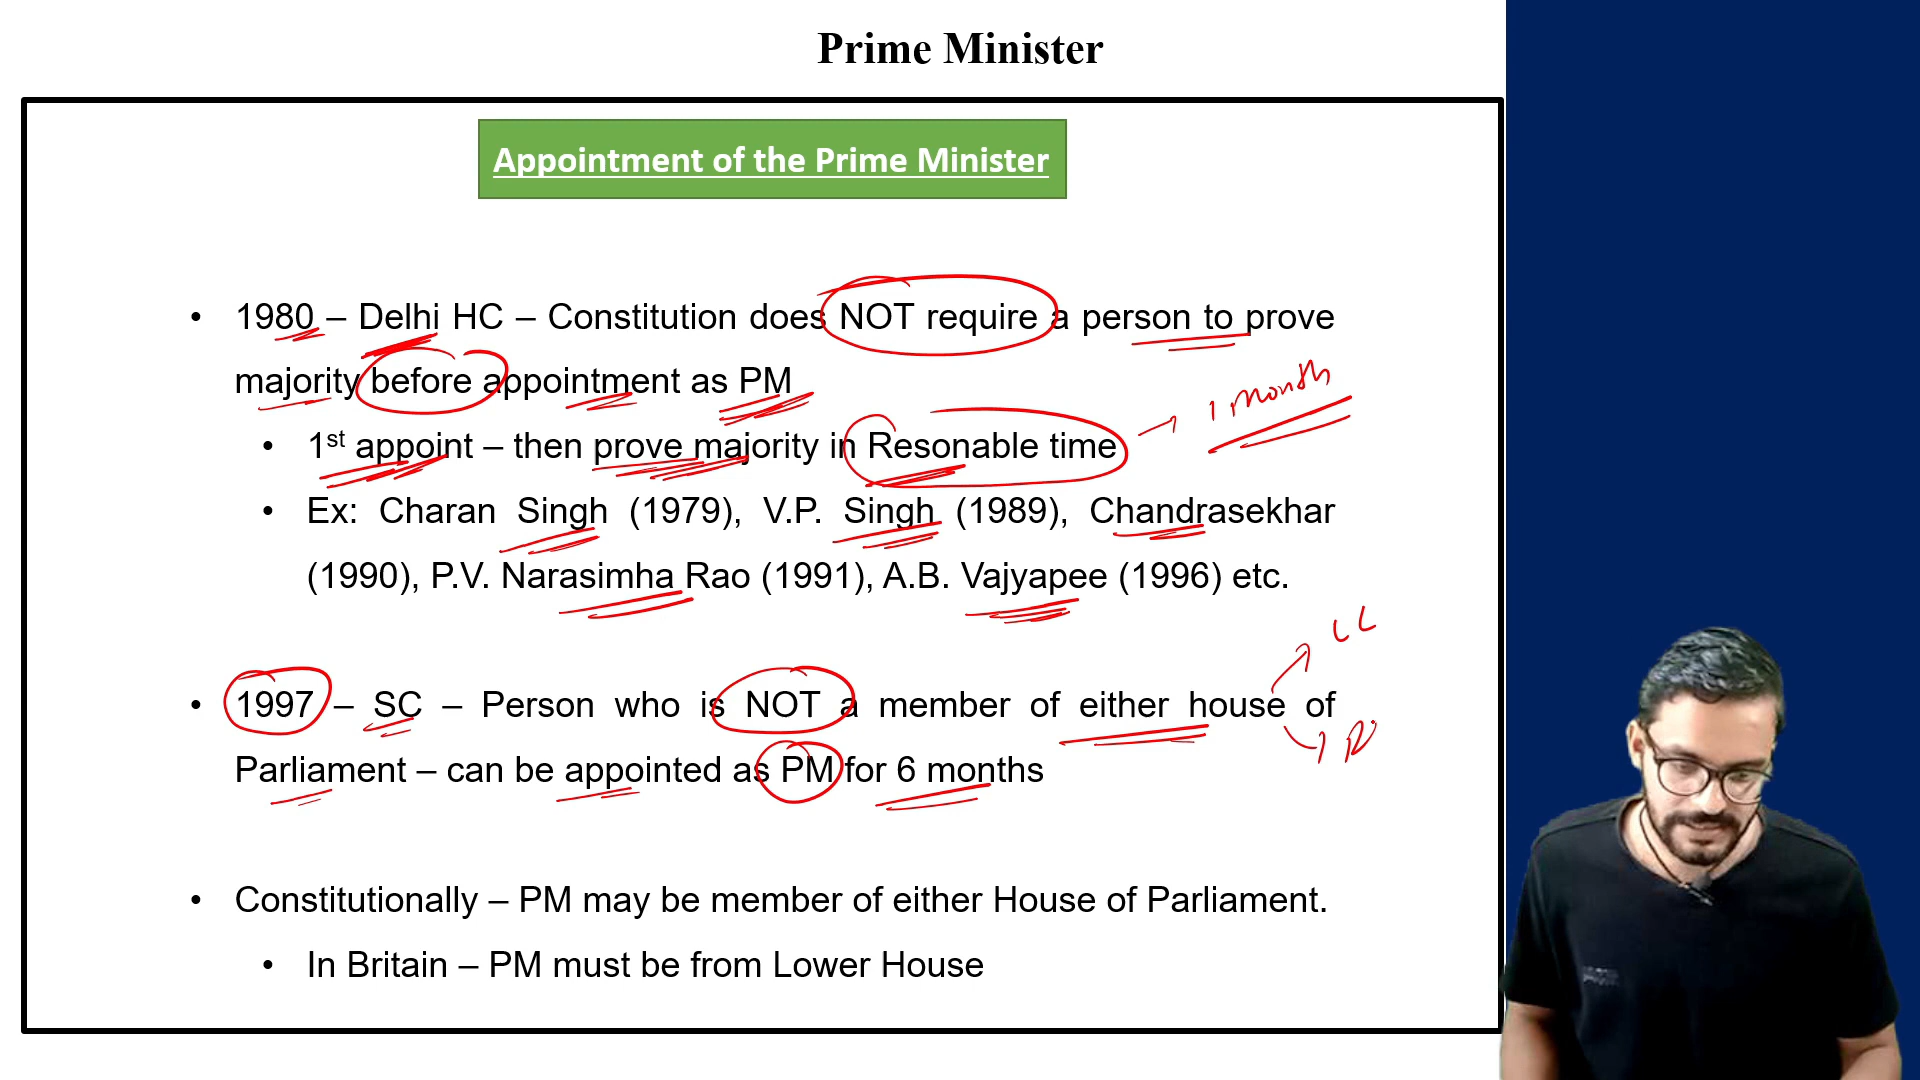 Prime Minister
Appointment of the Prime Minister
• 1980 – Delhi HC – Constitution does NOT require a person to prove
majority before appointment as PM
1 month
• 1st appoint – then prove majority in Resonable time
• Ex: Charan Singh (1979), V.P. Singh (1989), Chandrasekhar
(1990), P.V. Narasimha Rao (1991), A.B. Vajyapee (1996) etc.
• 1997 – SC – Person who is NOT a member of either house of
Parliament – can be appointed as PM for 6 months
• Constitutionally – PM may be member of either House of Parliament.
• In Britain – PM must be from Lower House